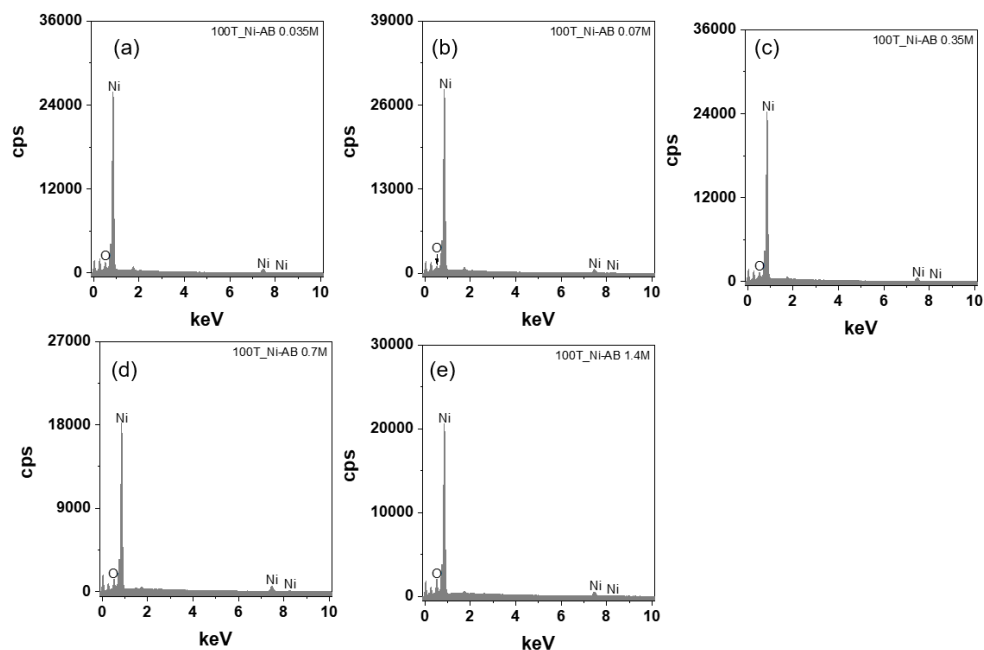 36000
24000
12000
0
cps
(a)
100T_Ni-AB 0.035M
Ni
O
Ni Ni
0 2 4 6 8 10
keV
39000
26000
13000
0
cps
(b)
100T_Ni-AB 0.07M
Ni
O
Ni Ni
0 2 4 6 8 10
keV
36000
24000
12000
0
cps
(c)
100T_Ni-AB 0.35M
Ni
O
Ni Ni
0 2 4 6 8 10
keV
27000
18000
9000
0
cps
(d)
100T_Ni-AB 0.7M
Ni
O
Ni Ni
0 2 4 6 8 10
keV
30000
20000
10000
0
cps
(e)
100T_Ni-AB 1.4M
Ni
O
Ni Ni
0 2 4 6 8 10
keV